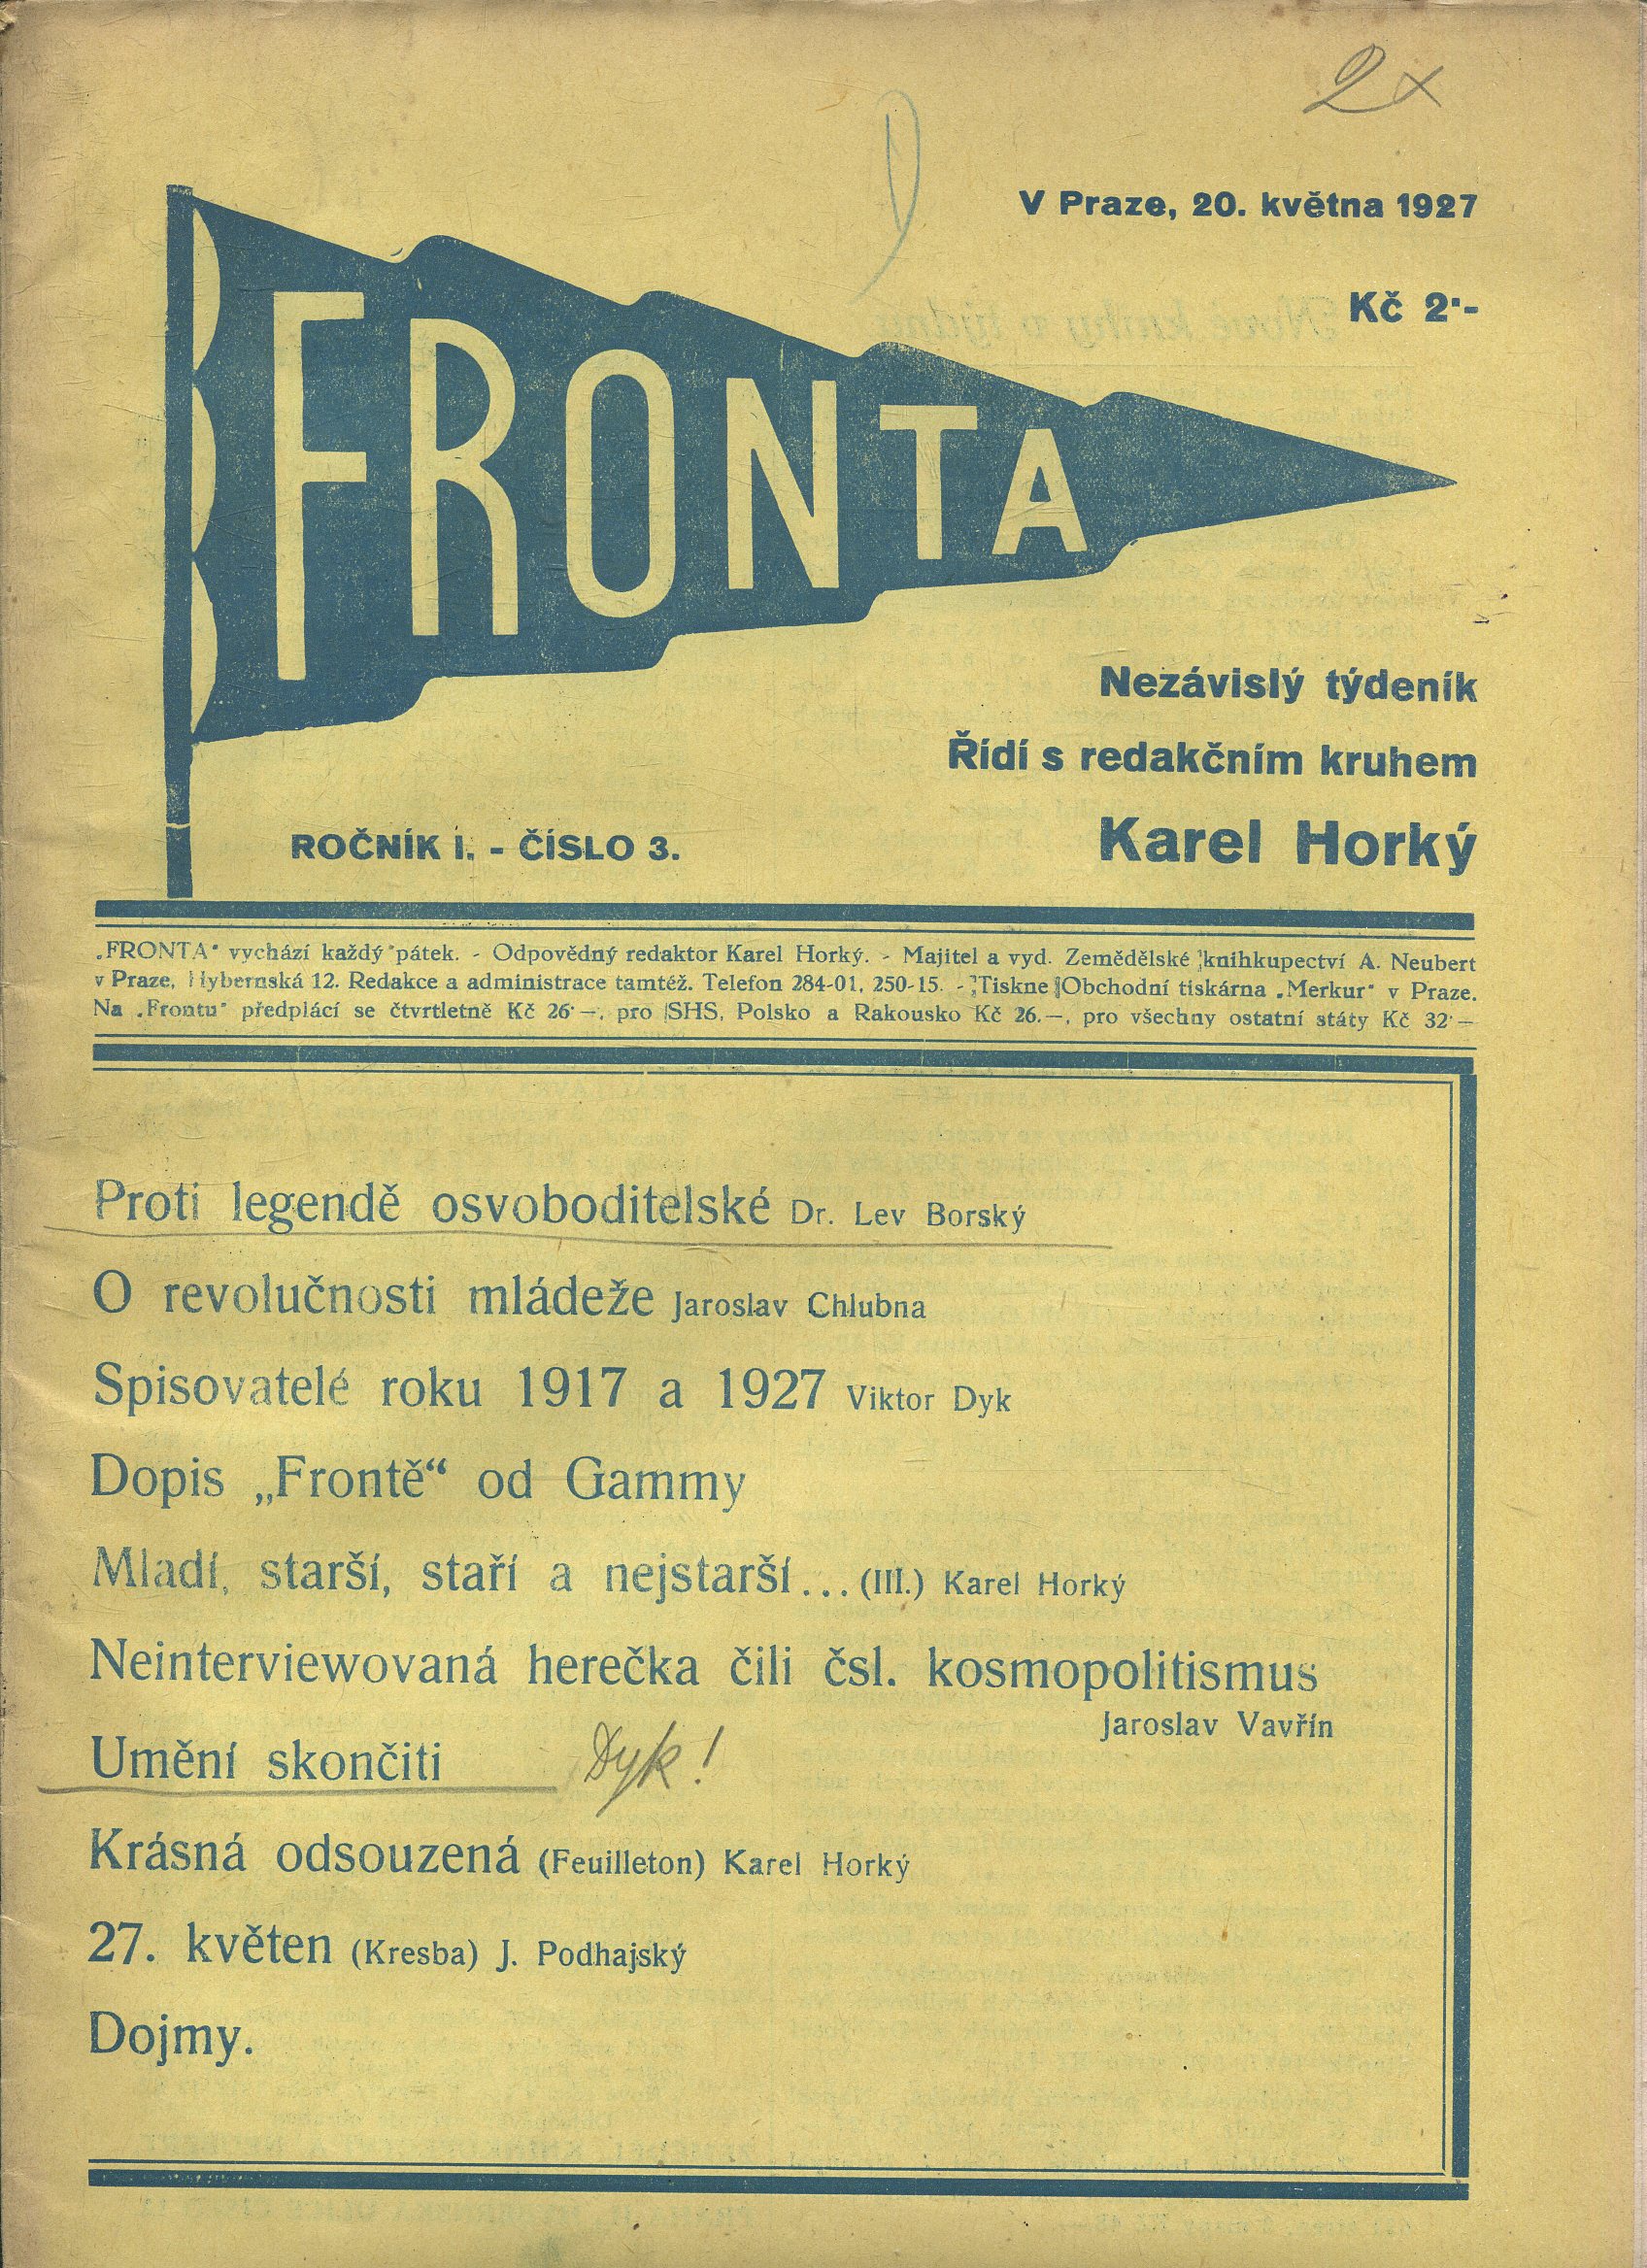 2x
V Praze, 20. května 1927
Kč 2·-
FRONTA
Nezávislý týdeník
Řídí s redakčním kruhem
Karel Horký
ROČNÍK I. - ČÍSLO 3.
„FRONTA“ vychází každý pátek. - Odpovědný redaktor Karel Horký. - Majitel a vyd. Zemědělské knihkupectví A. Neubert
v Praze, Hybernská 12. Redakce a administrace tamtéž. Telefon 284-01, 250-15. - Tiskne Obchodní tiskárna „Merkur“ v Praze.
Na „Frontu“ předplácí se čtvrtletně Kč 26·—, pro SHS, Polsko a Rakousko Kč 26.—, pro všechny ostatní státy Kč 32·—
Proti legendě osvoboditelské Dr. Lev Borský
O revolučnosti mládeže Jaroslav Chlubna
Spisovatelé roku 1917 a 1927 Viktor Dyk
Dopis „Frontě“ od Gammy
Mladí, starší, staří a nejstarší... (III.) Karel Horký
Neinterviewovaná herečka čili čsl. kosmopolitismus
Jaroslav Vavřín
Umění skončiti Dyk!
Krásná odsouzená (Feuilleton) Karel Horký
27. květen (Kresba) J. Podhajský
Dojmy.